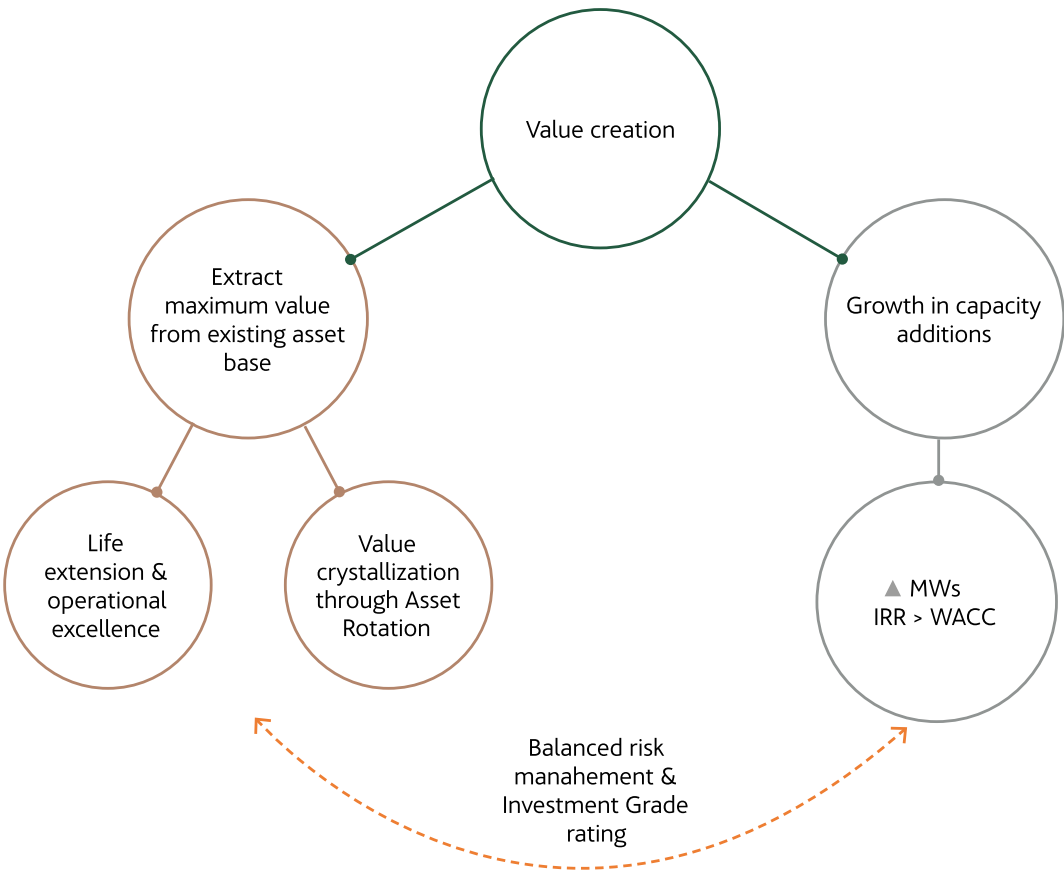 Value creation
Extract
maximum value
from existing asset
base
Growth in capacity
additions
Life
extension &
operational
excellence
Value
crystallization
through Asset
Rotation
▲ MWs
IRR > WACC
Balanced risk
manahement &
Investment Grade
rating